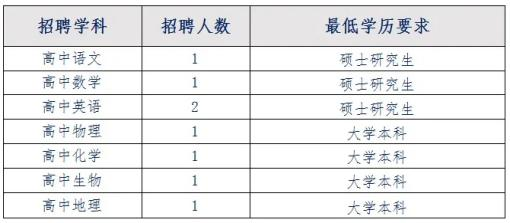 招聘学科 招聘人数 最低学历要求
高中语文 1 硕士研究生
高中数学 1 硕士研究生
高中英语 2 硕士研究生
高中物理 1 大学本科
高中化学 1 大学本科
高中生物 1 大学本科
高中地理 1 大学本科